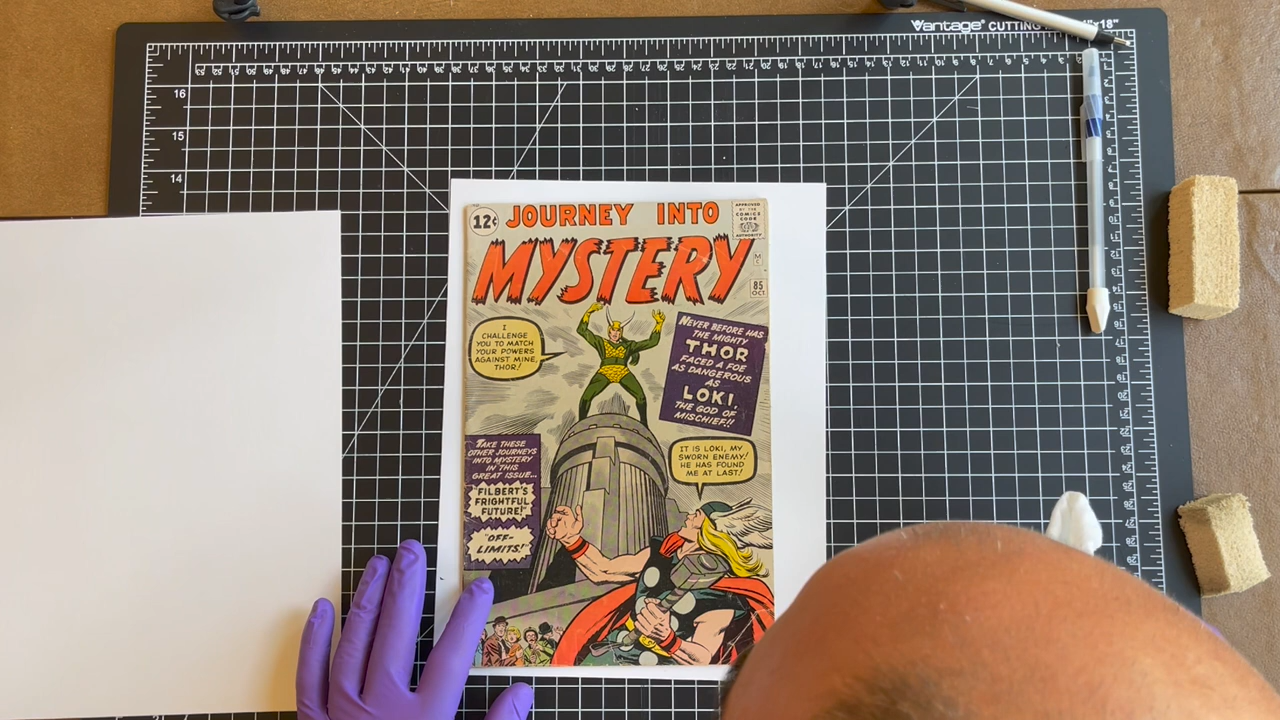 Vantage® CUTTING
16
15
14
12¢
JOURNEY INTO
MYSTERY
APPROVED
BY THE
COMICS
CODE
AUTHORITY
M
C
85
OCT.
I
CHALLENGE
YOU TO MATCH
YOUR POWERS
AGAINST MINE,
THOR!
NEVER BEFORE HAS
THE MIGHTY
THOR
FACED A FOE
AS DANGEROUS
AS
LOKI,
THE GOD OF
MISCHIEF!!
TAKE THESE
OTHER JOURNEYS
INTO MYSTERY
IN THIS
GREAT ISSUE...
"FILBERT'S
FRIGHTFUL
FUTURE!"
"OFF-
LIMITS!"
IT IS LOKI, MY
SWORN ENEMY!
HE HAS FOUND
ME AT LAST!